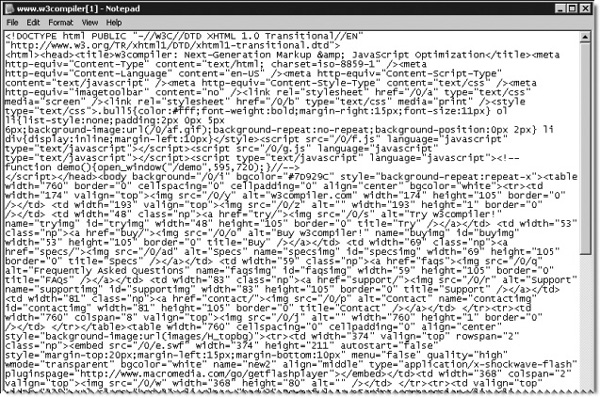 www.w3compiler[1] - Notepad
File Edit Format View Help
<!DOCTYPE html PUBLIC "-//W3C//DTD XHTML 1.0 Transitional//EN"
"http://www.w3.org/TR/xhtml1/DTD/xhtml1-transitional.dtd">
<html><head><title>w3compiler: Next-Generation Markup &amp; JavaScript Optimization</title><meta
http-equiv="Content-Type" content="text/html; charset=iso-8859-1" /><meta
http-equiv="Content-Language" content="en-US" /><meta http-equiv="Content-Script-Type"
content="text/javascript" /><meta http-equiv="Content-Style-Type" content="text/css" /><meta
http-equiv="imagetoolbar" content="no" /><link rel="stylesheet" href="/0/a" type="text/css"
media="screen" /><link rel="stylesheet" href="/0/b" type="text/css" media="print" /><style
type="text/css">.bull{color:#fff;font-weight:bold;margin-right:15px;font-size:11px} ol
li{list-style:none;padding:2px 0px 5px
6px;background-image:url(/0/af.gif);background-repeat:no-repeat;background-position:0px 2px} li
div{display:inline;margin-left:10px}</style><script src="/0/f.js" language="javascript"
type="text/javascript"></script><script src="/0/g.js" language="javascript"
type="text/javascript"></script><script type="text/javascript" language="javascript"><!--
function demo(){open_window("/demo",595,720);}//-->
</script></head><body background="/0/i" bgcolor="#7D929C" style="background-repeat:repeat-x"><table
width="760" border="0" cellspacing="0" cellpadding="0" align="center" bgcolor="white"><tr><td
width="174" valign="top"><img src="/0/y" alt="w3compiler.com" width="174" height="105" border="0"
/></td> <td width="193" valign="top"><img src="/0/z" alt="" width="193" height="1" border="0"
/></td> <td width="48" class="np"><a href="try/"><img src="/0/s" alt="Try w3compiler!"
name="tryimg" id="tryimg" width="48" height="105" border="0" title="Try" /></a></td> <td width="53"
class="np"><a href="buy/"><img src="/0/o" alt="Buy w3compiler!" name="buyimg" id="buyimg"
width="53" height="105" border="0" title="Buy" /></a></td> <td width="69" class="np"><a
href="specs/"><img src="/0/ad" alt="Specs" name="specsimg" id="specsimg" width="69" height="105"
border="0" title="Specs" /></a></td> <td width="59" class="np"><a href="faqs"><img src="/0/q"
alt="Frequently Asked Questions" name="faqsimg" id="faqsimg" width="59" height="105" border="0"
title="FAQs" /></a></td> <td width="83" class="np"><a href="support/"><img src="/0/r" alt="Support"
name="supportimg" id="supportimg" width="83" height="105" border="0" title="Support" /></a></td>
<td width="81" class="np"><a href="contact/"><img src="/0/p" alt="Contact" name="contactimg"
id="contactimg" width="81" height="105" border="0" title="Contact" /></a></td> </tr><tr><td
width="760" colspan="8" valign="top"><img src="/0/j" alt="" width="760" height="1" border="0"
/></td> </tr></table><table width="760" cellspacing="0" cellpadding="0" align="center"
style="background-image:url(images/H_topbg)"><tr><td width="374" valign="top" rowspan="2"
class="np"><embed src="/0/e.swf" width="374" height="211" autostart="false"
style="margin-top:20px;margin-left:15px;margin-bottom:10px" menu="false" quality="high"
wmode="transparent" bgcolor="white" name="new2" align="middle" type="application/x-shockwave-flash"
pluginspage="http://www.macromedia.com/go/getflashplayer"></embed></td><td width="368" colspan="2"
valign="top"><img src="/0/w" width="368" height="80" alt="" /></td> </tr><tr><td valign="top"